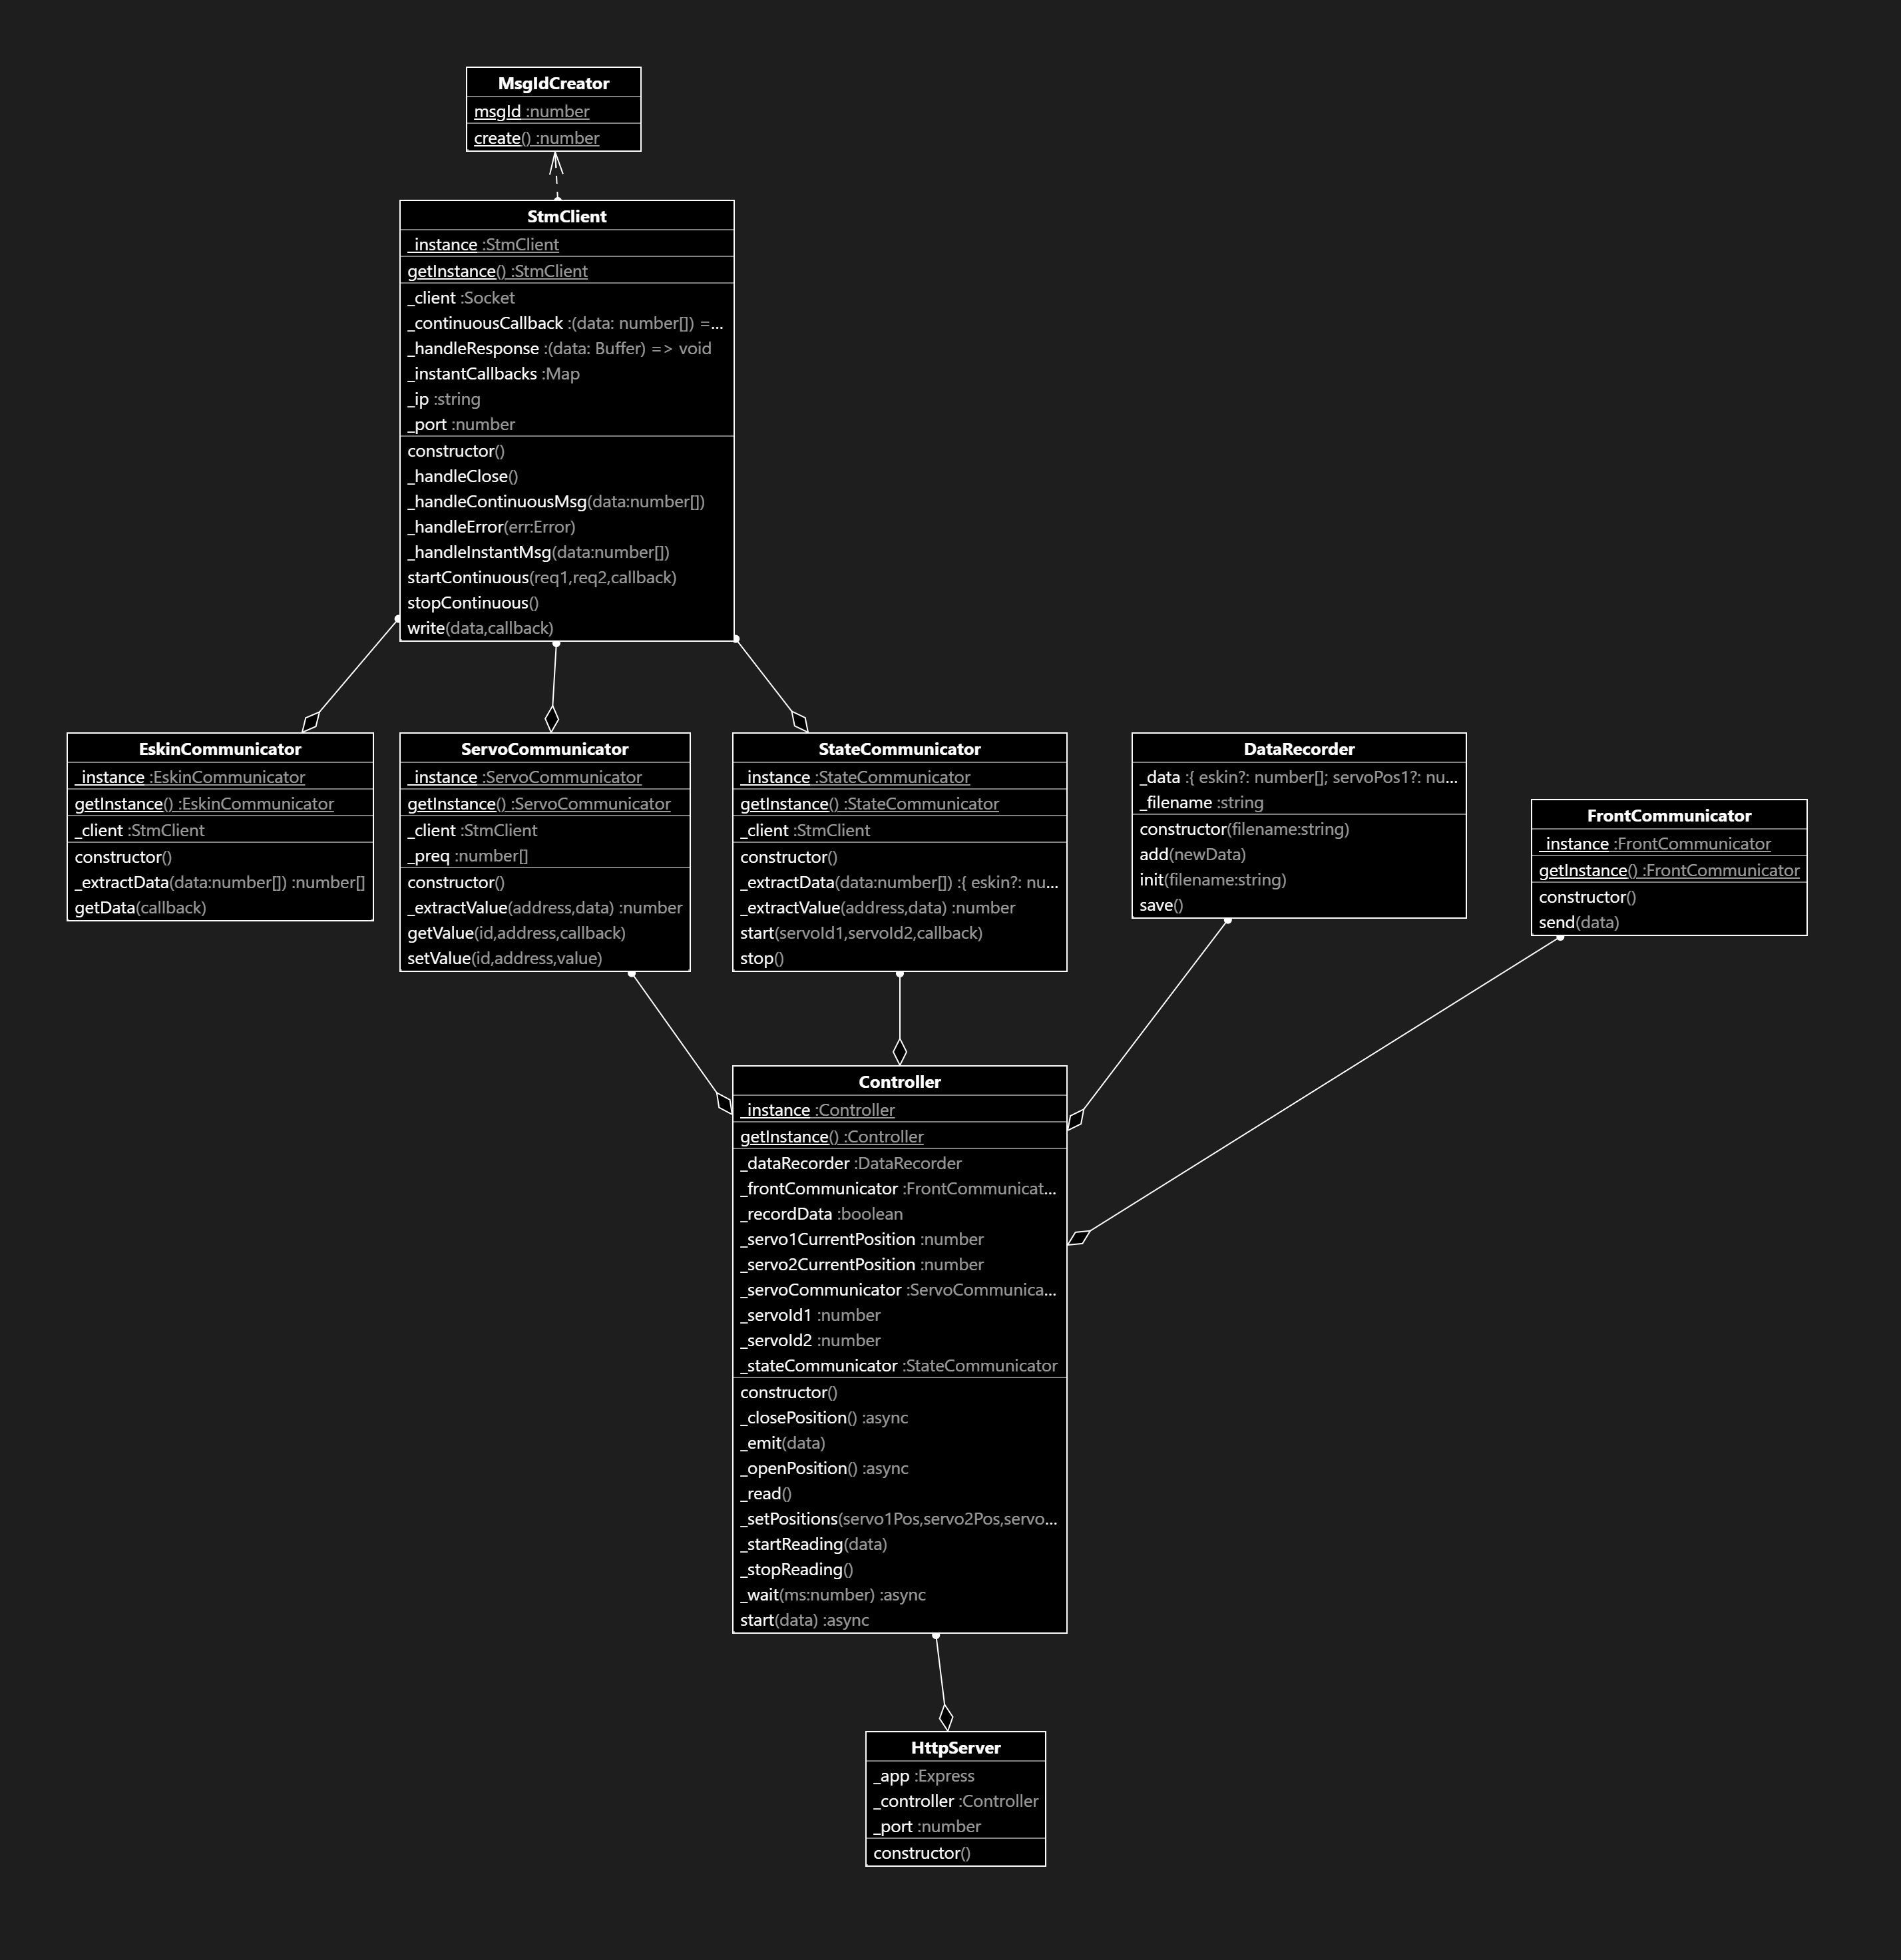 MsgIdCreator
msgId :number
create() :number
StmClient
_instance :StmClient
getInstance() :StmClient
_client :Socket
_continuousCallback :(data: number[]) =...
_handleResponse :(data: Buffer) => void
_instantCallbacks :Map
_ip :string
_port :number
constructor()
_handleClose()
_handleContinuousMsg(data:number[])
_handleError(err:Error)
_handleInstantMsg(data:number[])
startContinuous(req1,req2,callback)
stopContinuous()
write(data,callback)
EskinCommunicator
_instance :EskinCommunicator
getInstance() :EskinCommunicator
_client :StmClient
constructor()
_extractData(data:number[]) :number[]
getData(callback)
ServoCommunicator
_instance :ServoCommunicator
getInstance() :ServoCommunicator
_client :StmClient
_preq :number[]
constructor()
_extractValue(address,data) :number
getValue(id,address,callback)
setValue(id,address,value)
StateCommunicator
_instance :StateCommunicator
getInstance() :StateCommunicator
_client :StmClient
constructor()
_extractData(data:number[]) :{ eskin?: nu...
_extractValue(address,data) :number
start(servoId1,servoId2,callback)
stop()
DataRecorder
_data :{ eskin?: number[]; servoPos1?: nu...
_filename :string
constructor(filename:string)
add(newData)
init(filename:string)
save()
FrontCommunicator
_instance :FrontCommunicator
getInstance() :FrontCommunicator
constructor()
send(data)
Controller
_instance :Controller
getInstance() :Controller
_dataRecorder :DataRecorder
_frontCommunicator :FrontCommunicat...
_recordData :boolean
_servo1CurrentPosition :number
_servo2CurrentPosition :number
_servoCommunicator :ServoCommunica...
_servoId1 :number
_servoId2 :number
_stateCommunicator :StateCommunicator
constructor()
_closePosition() :async
_emit(data)
_openPosition() :async
_read()
_setPositions(servo1Pos,servo2Pos,servo...
_startReading(data)
_stopReading()
_wait(ms:number) :async
start(data) :async
HttpServer
_app :Express
_controller :Controller
_port :number
constructor()